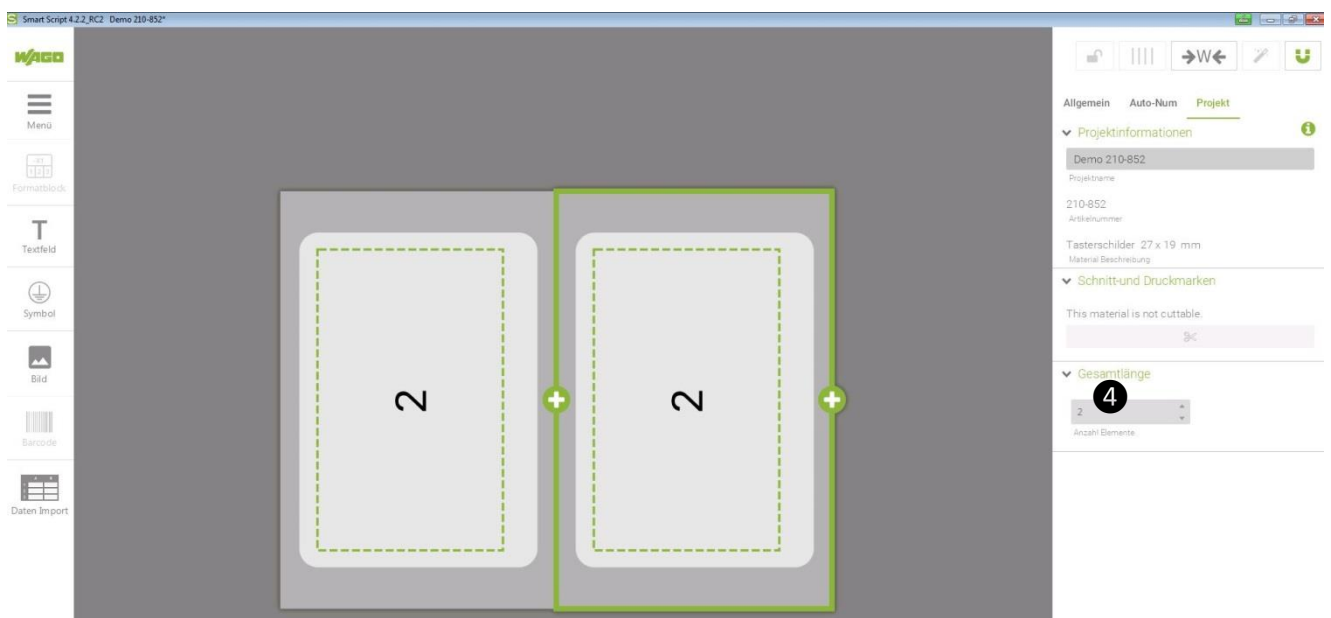 Smart Script 4.2.2_RC2 Demo 210-852*
WAGO
Menü
Formatblock
Textfeld
Symbol
Bild
Barcode
Daten Import
2
2
→W←
Allgemein Auto-Num Projekt
Projektinformationen
Demo 210-852
Projektname
210-852
Artikelnummer
Tasterschilder 27 x 19 mm
Material Beschreibung
Schnitt-und Druckmarken
This material is not cuttable.
Gesamtlänge
4
2
Anzahl Elemente